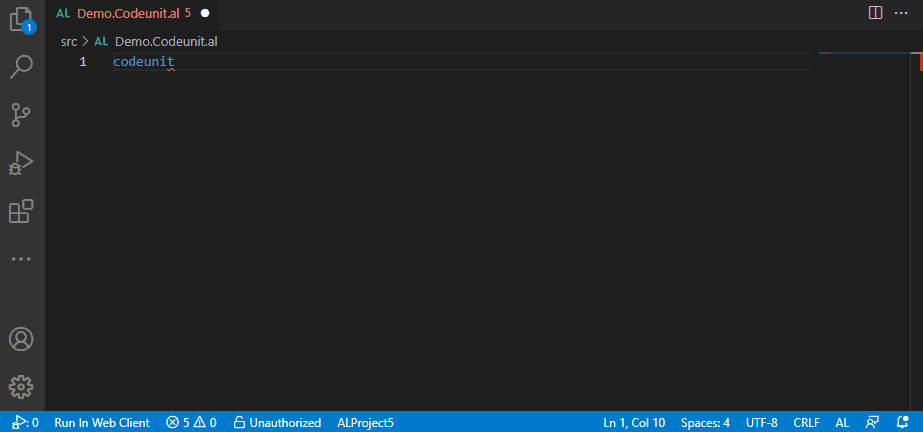 AL Demo.Codeunit.al 5
1
src > AL Demo.Codeunit.al
1 codeunit
0 Run In Web Client 5 0 Unauthorized ALProject5 Ln 1, Col 10 Spaces: 4 UTF-8 CRLF AL